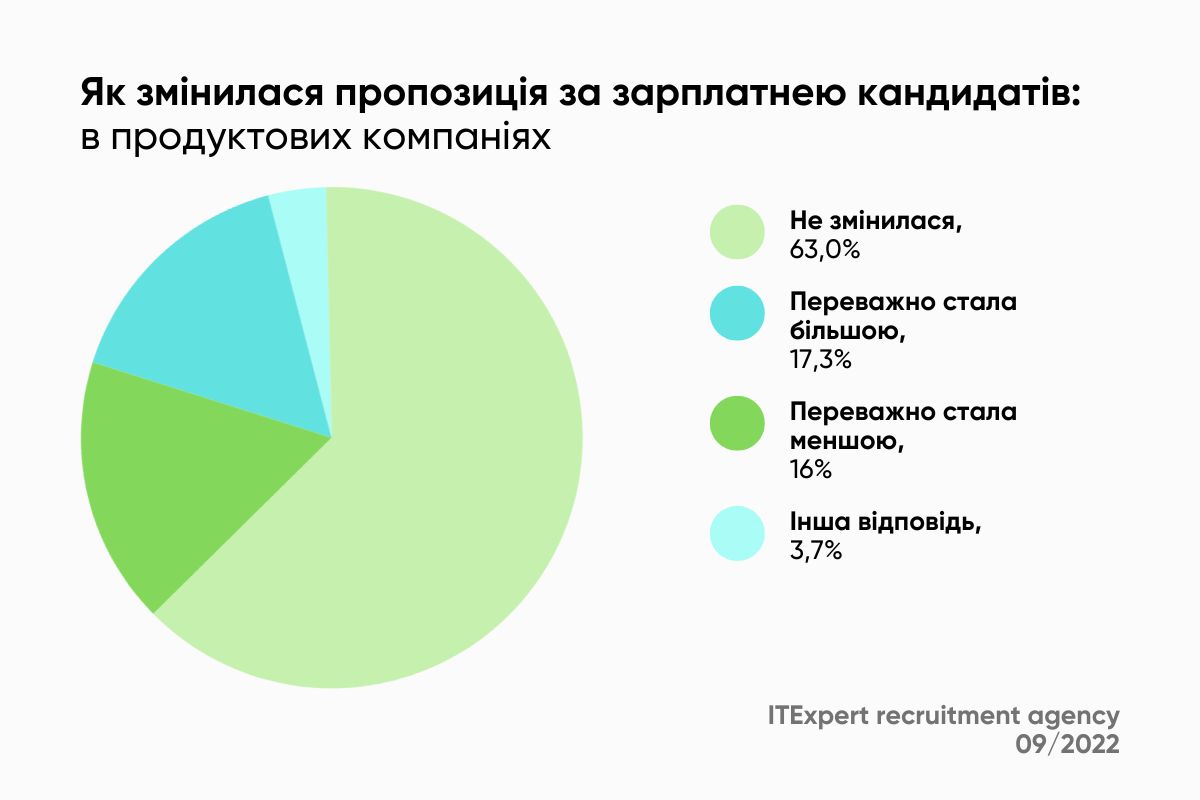 Як змінилася пропозиція за зарплатнею кандидатів:
в продуктових компаніях
Не змінилася,
63,0%
Переважно стала
більшою,
17,3%
Переважно стала
меншою,
16%
Інша відповідь,
3,7%
ITExpert recruitment agency
09/2022